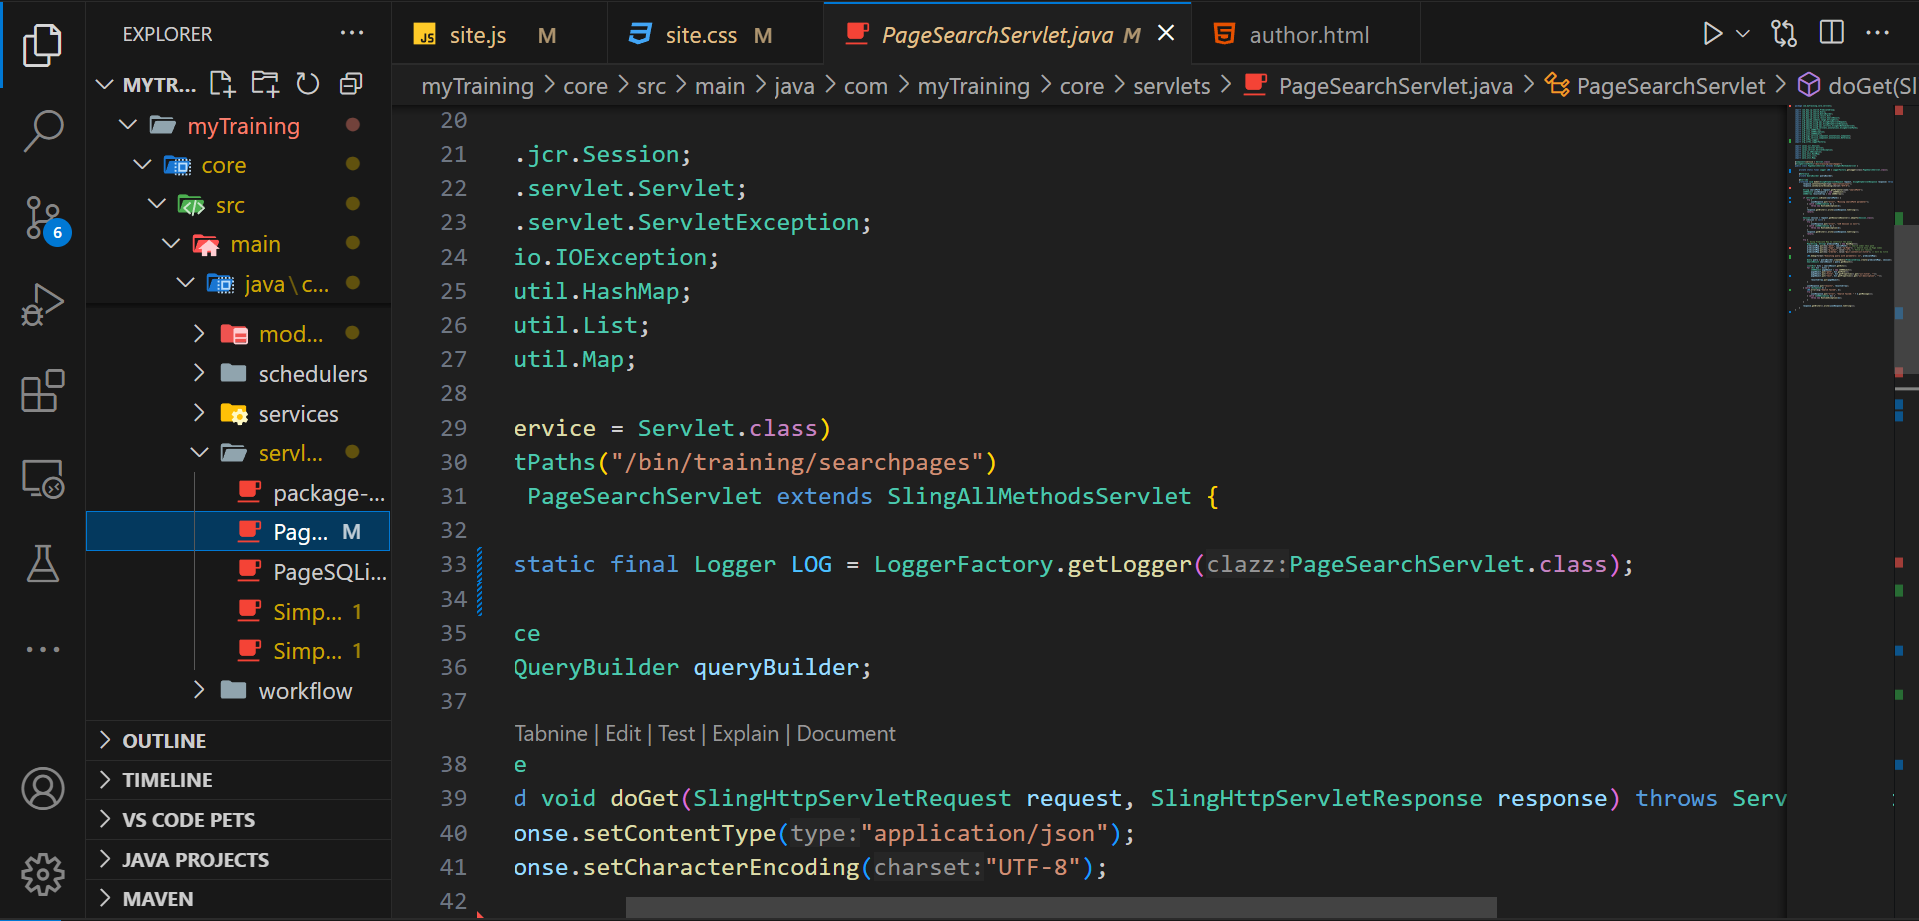 EXPLORER ···
MYTR...
myTraining
core
src
main
java\c...
mod...
schedulers
services
servl...
package-...
Pag... M
PageSQLi...
Simp... 1
Simp... 1
workflow
OUTLINE
TIMELINE
VS CODE PETS
JAVA PROJECTS
MAVEN
6
JS site.js M
site.css M
PageSearchServlet.java M
author.html
myTraining > core > src > main > java > com > myTraining > core > servlets > PageSearchServlet.java > PageSearchServlet > doGet(Sl
20
21 .jcr.Session;
22 .servlet.Servlet;
23 .servlet.ServletException;
24 io.IOException;
25 util.HashMap;
26 util.List;
27 util.Map;
28
29 ervice = Servlet.class)
30 tPaths("/bin/training/searchpages")
31 PageSearchServlet extends SlingAllMethodsServlet {
32
33 static final Logger LOG = LoggerFactory.getLogger(clazz:PageSearchServlet.class);
34
35 ce
36 QueryBuilder queryBuilder;
37
Tabnine | Edit | Test | Explain | Document
38 e
39 d void doGet(SlingHttpServletRequest request, SlingHttpServletResponse response) throws Serv
40 onse.setContentType(type:"application/json");
41 onse.setCharacterEncoding(charset:"UTF-8");
42